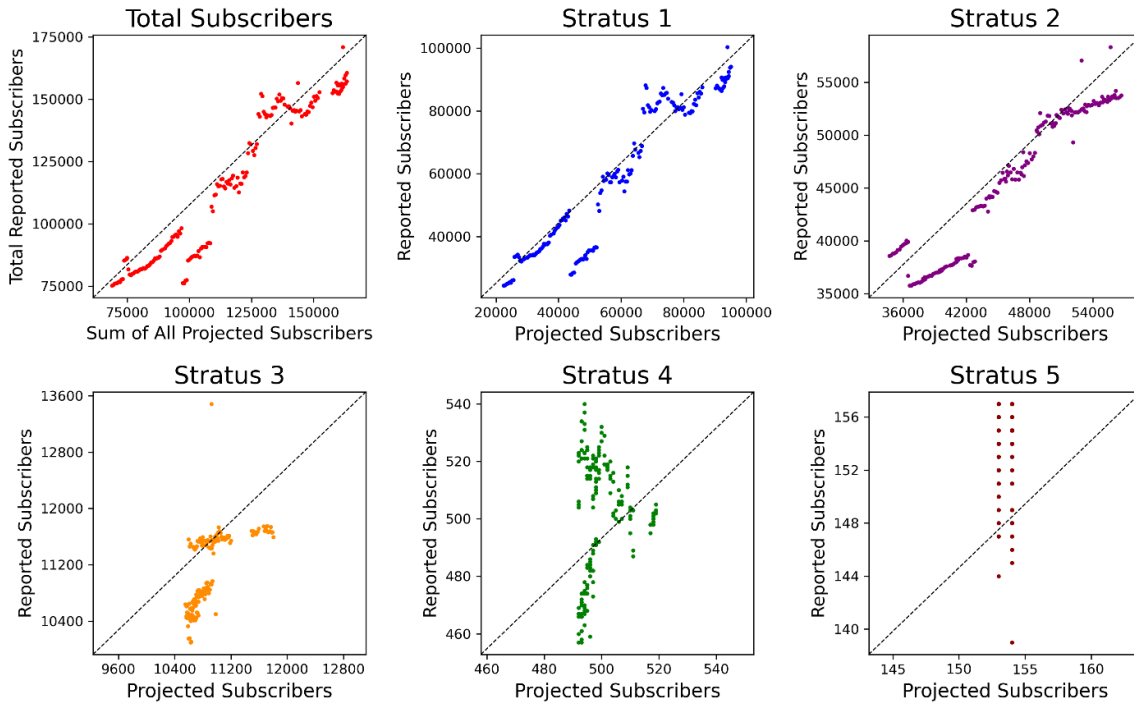 Total Subscribers
Total Reported Subscribers
175000
150000
125000
100000
75000
75000 100000 125000 150000
Sum of All Projected Subscribers
Stratus 1
Reported Subscribers
100000
80000
60000
40000
20000 40000 60000 80000 100000
Projected Subscribers
Stratus 2
Reported Subscribers
55000
50000
45000
40000
35000
36000 42000 48000 54000
Projected Subscribers
Stratus 3
Reported Subscribers
13600
12800
12000
11200
10400
9600 10400 11200 12000 12800
Projected Subscribers
Stratus 4
Reported Subscribers
540
520
500
480
460
460 480 500 520 540
Projected Subscribers
Stratus 5
Reported Subscribers
156
152
148
144
140
145 150 155 160
Projected Subscribers